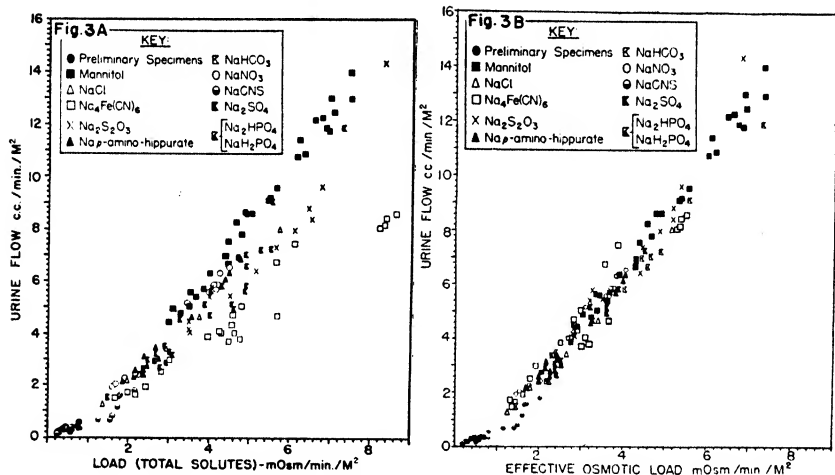 Fig. 3A
KEY:
Preliminary Specimens
Mannitol
NaCl
Na₄Fe(CN)₆
Na₂S₂O₃
Na p-amino-hippurate
NaHCO₃
NaNO₃
NaCNS
Na₂SO₄
Na₂HPO₄
NaH₂PO₄
URINE FLOW c.c./min./M²
16
14
12
10
8
6
4
2
0
2
4
6
8
LOAD (TOTAL SOLUTES)-mOsm/min./M²
Fig. 3B
KEY:
Preliminary Specimens
Mannitol
NaCl
Na₄Fe(CN)₆
Na₂S₂O₃
Na p-amino-hippurate
NaHCO₃
NaNO₃
NaCNS
Na₂SO₄
Na₂HPO₄
NaH₂PO₄
URINE FLOW cc/min/M²
16
14
12
10
8
6
4
2
0
2
4
6
8
EFFECTIVE OSMOTIC LOAD mOsm/min/M²